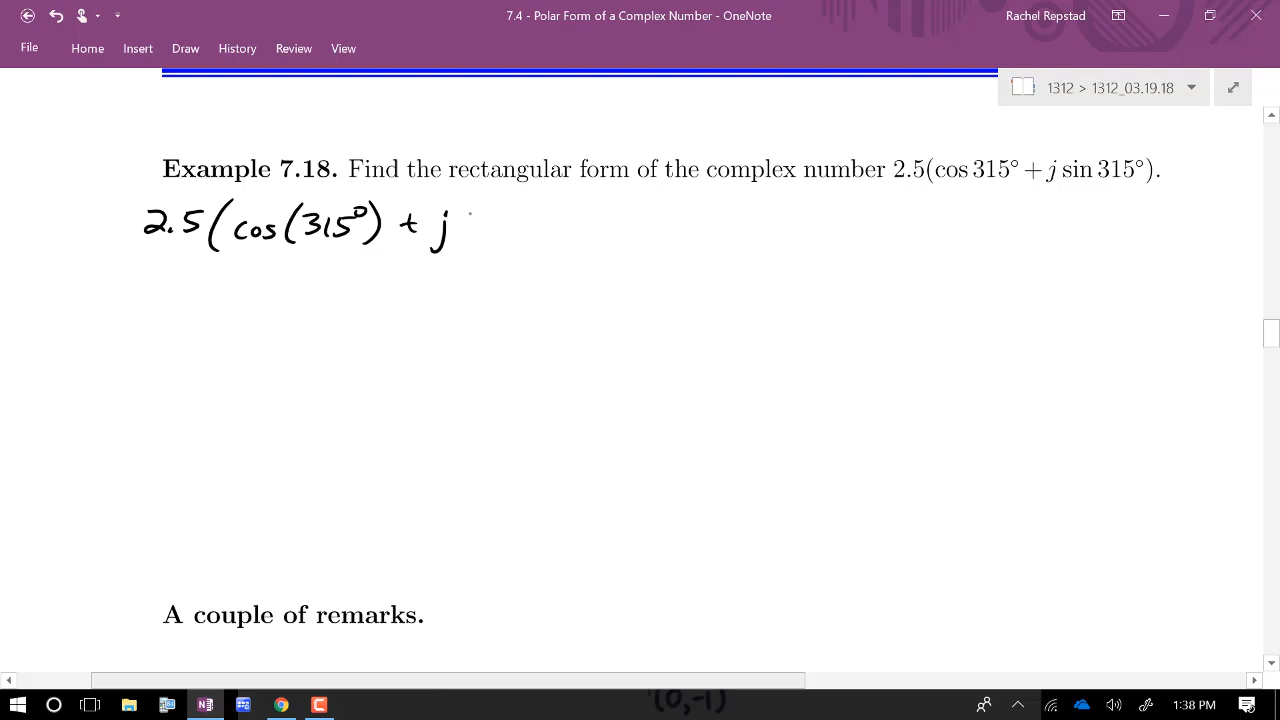 7.4 - Polar Form of a Complex Number - OneNote
Rachel Repstad
File Home Insert Draw History Review View
1312 > 1312_03.19.18
Example 7.18. Find the rectangular form of the complex number 2.5(cos 315° + j sin 315°).
2.5(cos(315°) + j
A couple of remarks.
(0,-1)
1:38 PM